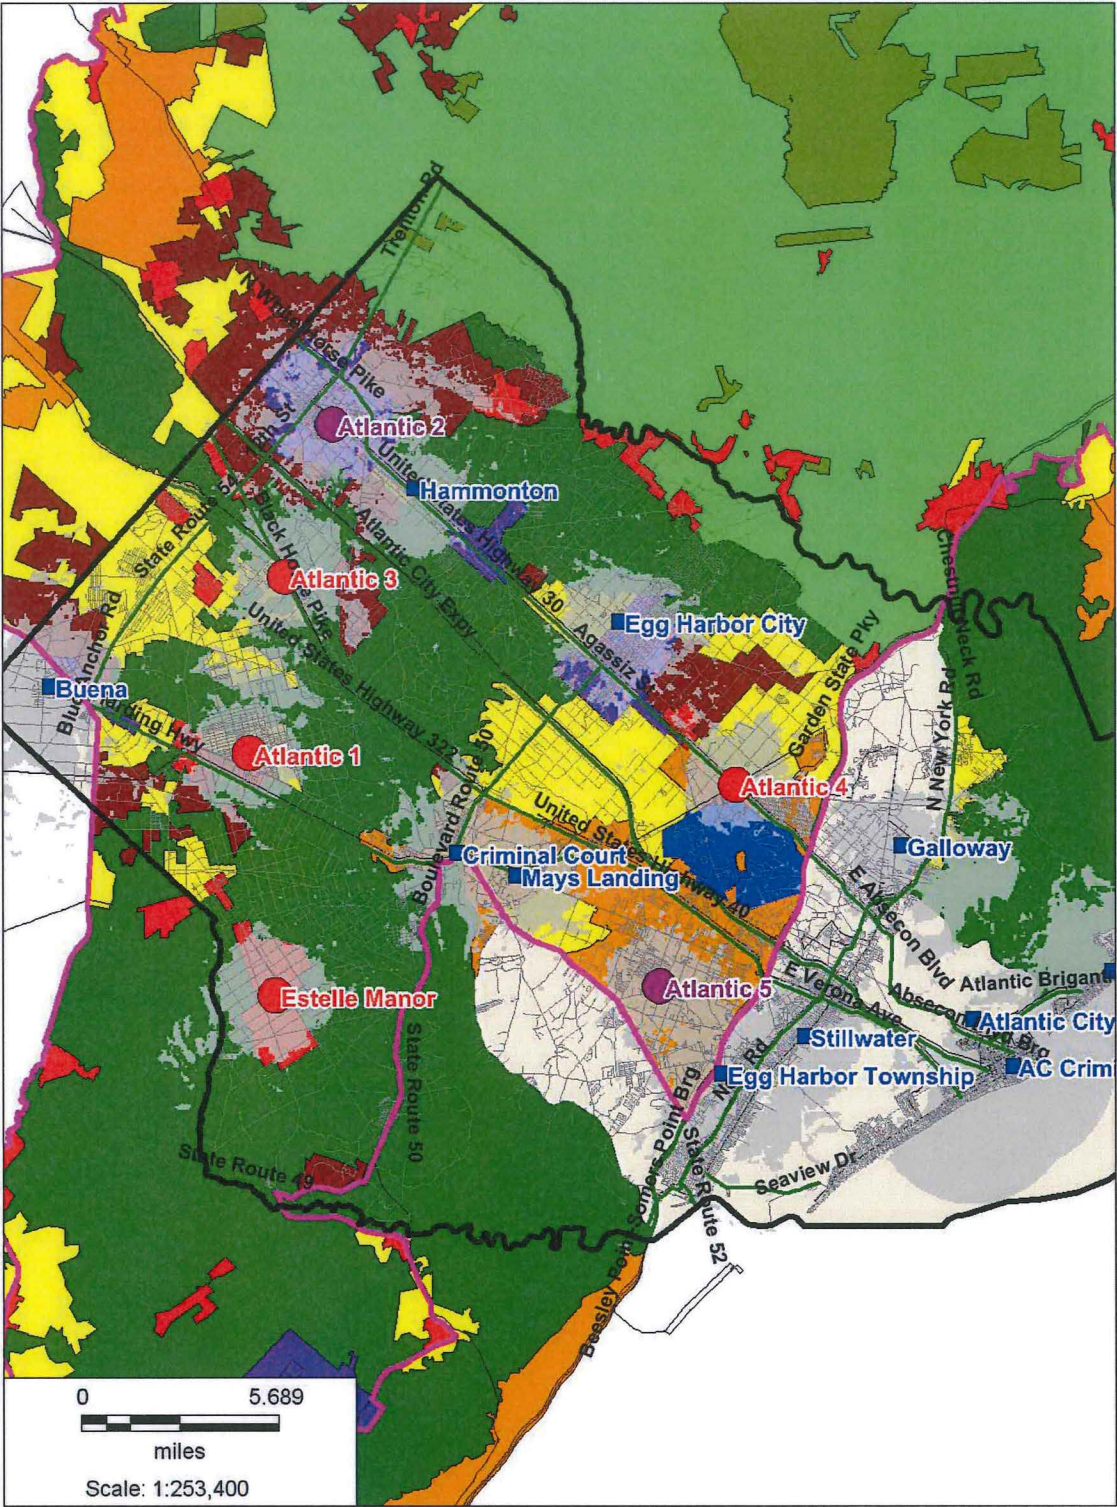 Trenton Rd
N White Horse Pike
Atlantic 2
Hammonton
United States Highway 30
Atlantic City Expy
State Route 54
Black Horse Pike
Atlantic 3
United States Highway 322
Egg Harbor City
Agassiz St
Garden State Pky
Chestnut Neck Rd
N New York Rd
Blue Anchor Rd
Buena
Harding Hwy
Atlantic 1
Boulevard Route 50
Atlantic 4
United States Highway 40
Criminal Court
Mays Landing
Galloway
E Absecon Blvd
Atlantic Brigant
Atlantic 5
E Verona Ave
Estelle Manor
Atlantic City
Stillwater
AC Crim
Egg Harbor Township
State Route 50
State Route 49
Somers Point Brg
State Route 52
Seaview Dr
Beesley Point
0 5.689
miles
Scale: 1:253,400